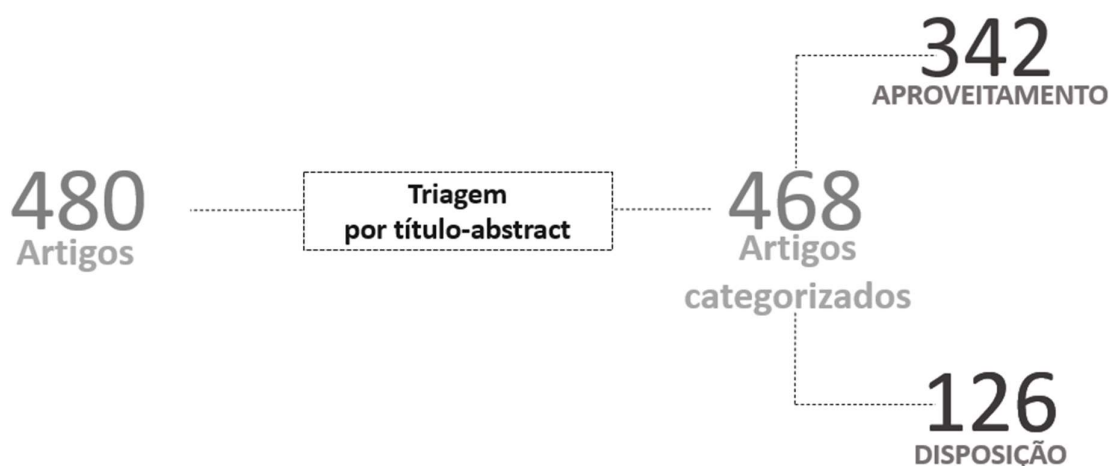 480
Artigos
Triagem
por título-abstract
468
Artigos
categorizados
342
APROVEITAMENTO
126
DISPOSIÇÃO